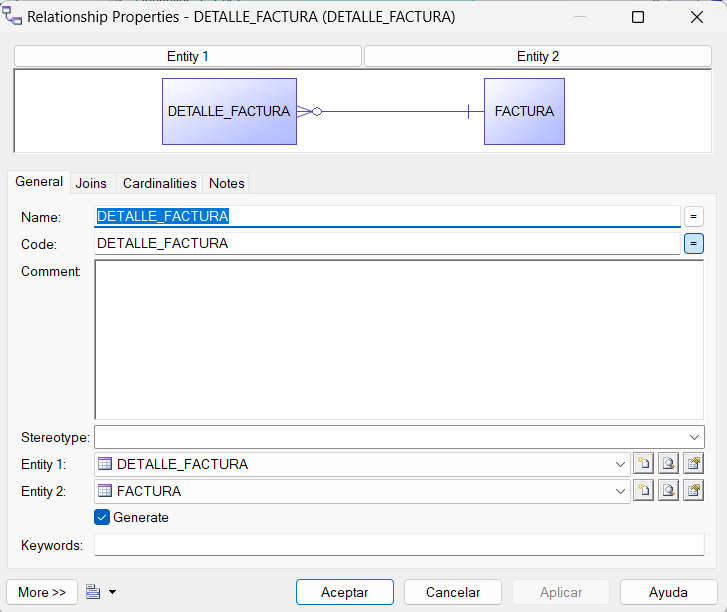 Relationship Properties - DETALLE_FACTURA (DETALLE_FACTURA)
Entity 1 Entity 2
DETALLE_FACTURA FACTURA
General Joins Cardinalities Notes
Name: DETALLE_FACTURA =
Code: DETALLE_FACTURA =
Comment:
Stereotype:
Entity 1: DETALLE_FACTURA
Entity 2: FACTURA
Generate
Keywords:
More >> Aceptar Cancelar Aplicar Ayuda